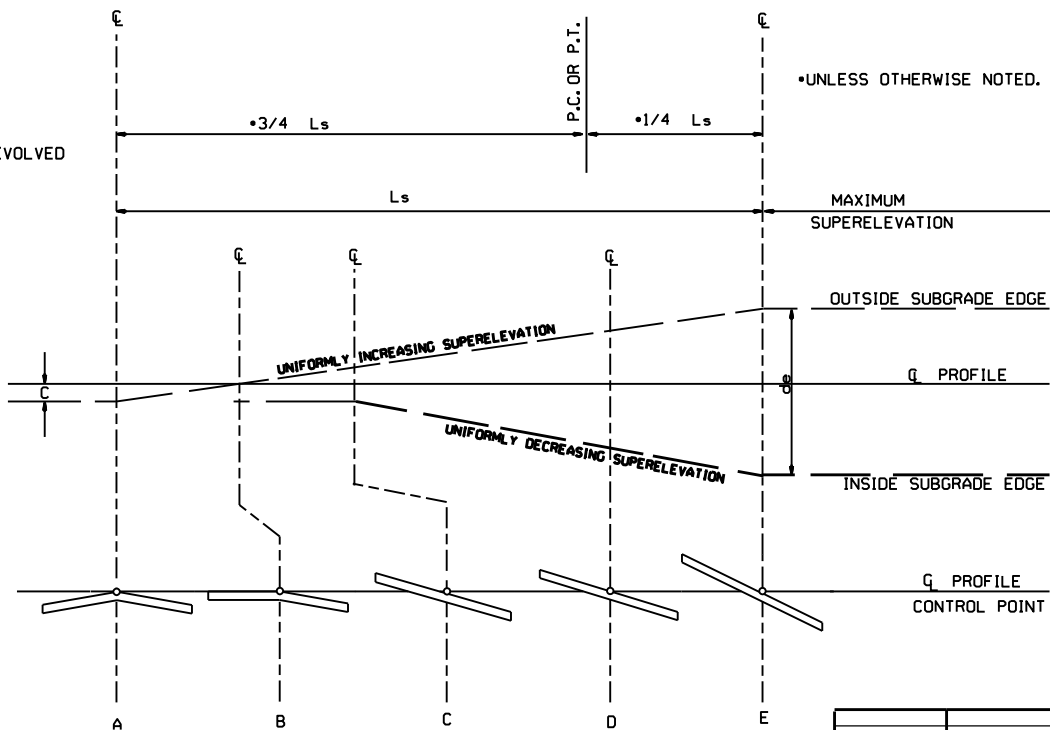 ℄ ℄
P.C. OR P.T.
•UNLESS OTHERWISE NOTED.
•3/4 Ls •1/4 Ls
EVOLVED
Ls MAXIMUM
SUPERELEVATION
℄ ℄ ℄
OUTSIDE SUBGRADE EDGE
UNIFORMLY INCREASING SUPERELEVATION
C de ℄ PROFILE
UNIFORMLY DECREASING SUPERELEVATION
INSIDE SUBGRADE EDGE
℄ PROFILE
CONTROL POINT
A B C D E